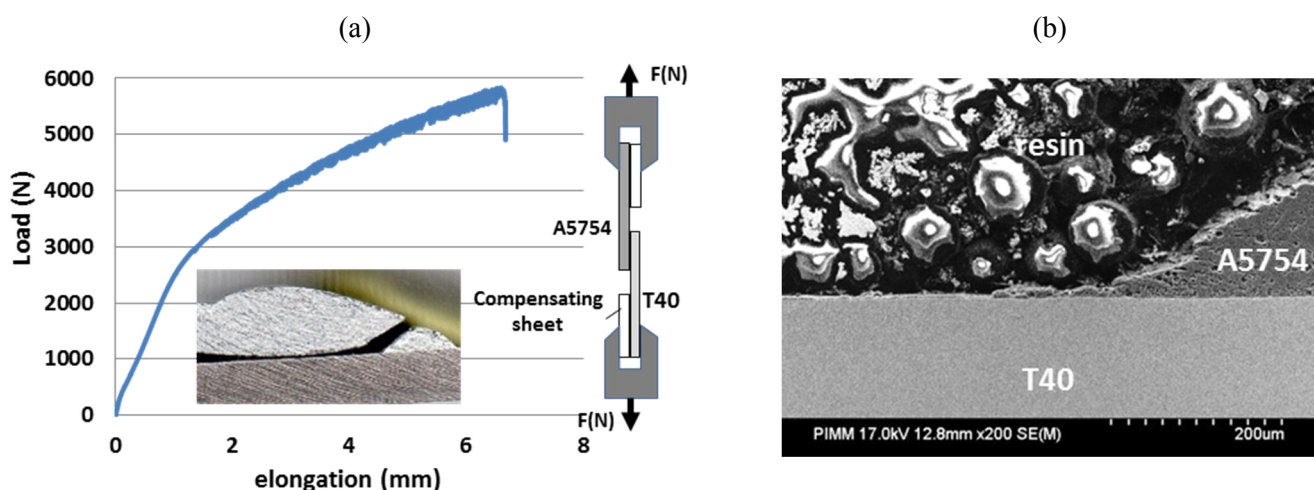 (a)
(b)
6000
5000
4000
3000
2000
1000
0
Load (N)
0
2
4
6
8
elongation (mm)
F(N)
A5754
Compensating
sheet
T40
F(N)
resin
A5754
T40
PIMM 17.0kV 12.8mm x200 SE(M)
200um